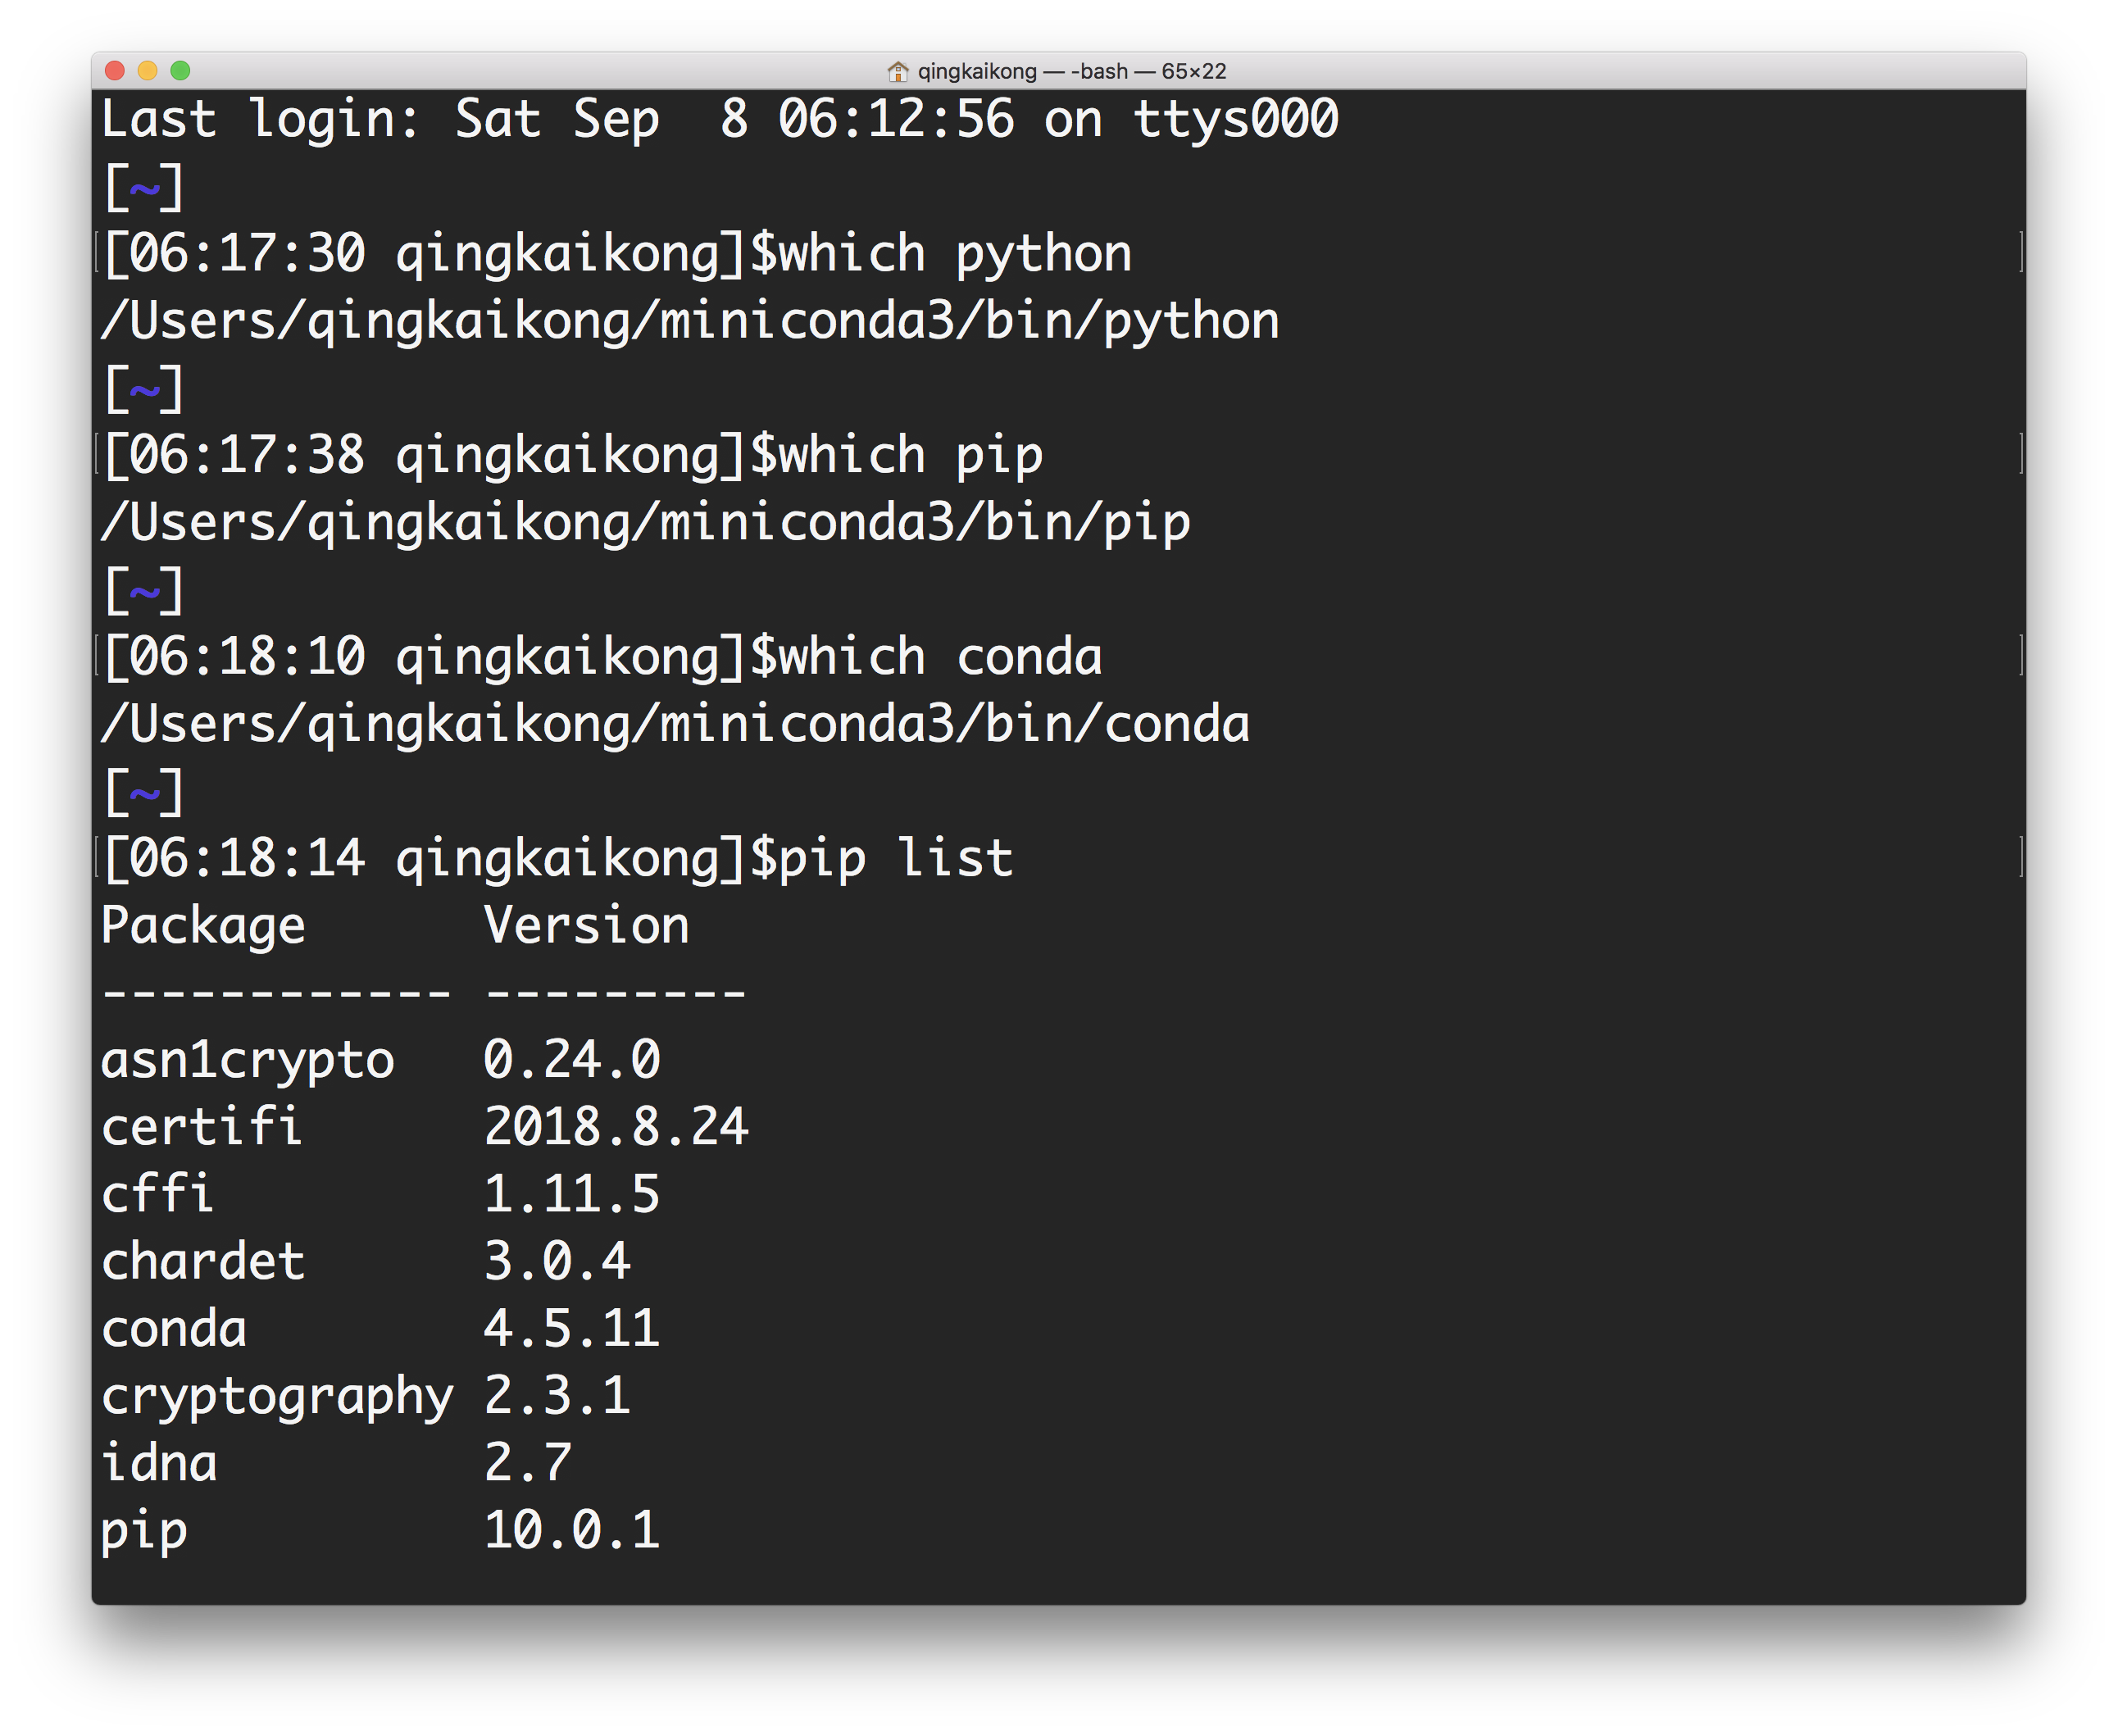 qingkaikong — -bash — 65×22
Last login: Sat Sep  8 06:12:56 on ttys000
[~]
[06:17:30 qingkaikong]$which python
/Users/qingkaikong/miniconda3/bin/python
[~]
[06:17:38 qingkaikong]$which pip
/Users/qingkaikong/miniconda3/bin/pip
[~]
[06:18:10 qingkaikong]$which conda
/Users/qingkaikong/miniconda3/bin/conda
[~]
[06:18:14 qingkaikong]$pip list
Package      Version
------------ ---------
asn1crypto   0.24.0
certifi      2018.8.24
cffi         1.11.5
chardet      3.0.4
conda        4.5.11
cryptography 2.3.1
idna         2.7
pip          10.0.1